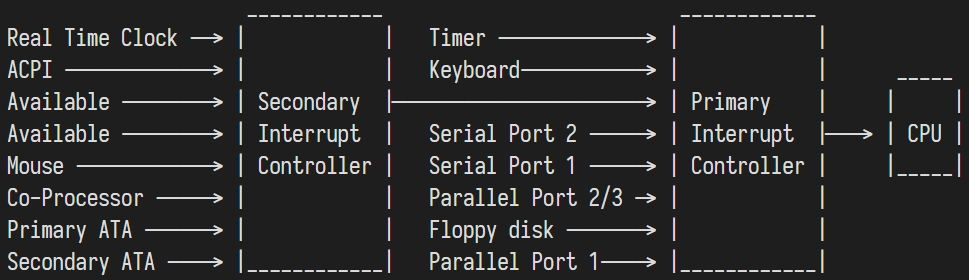 Real Time Clock Timer
ACPI Keyboard
Available Secondary Primary
Available Interrupt Serial Port 2 Interrupt CPU
Mouse Controller Serial Port 1 Controller
Co-Processor Parallel Port 2/3
Primary ATA Floppy disk
Secondary ATA Parallel Port 1